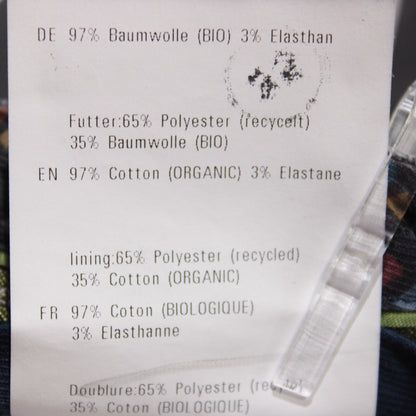 DE 97% Baumwolle (BIO) 3% Elasthan
Futter:65% Polyester (recycelt)
35% Baumwolle (BIO)
EN 97% Cotton (ORGANIC) 3% Elastane
lining:65% Polyester (recycled)
35% Cotton (ORGANIC)
FR 97% Coton (BIOLOGIQUE)
3% Elasthanne
Doublure:65% Polyester
35% Coton (BIOLOGIQUE)